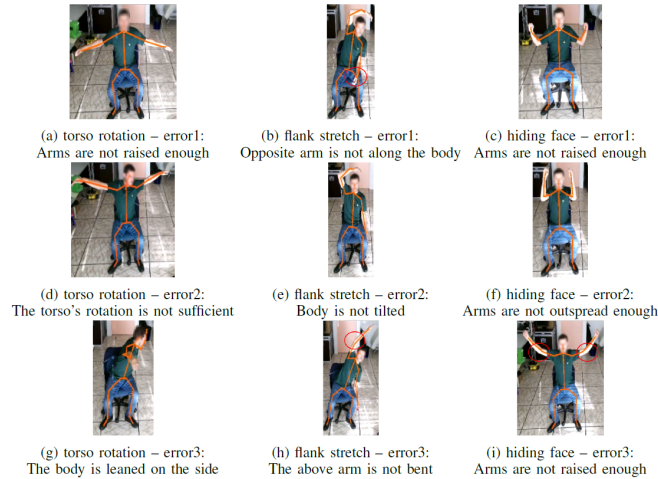 (a) torso rotation – error1:
Arms are not raised enough
(b) flank stretch – error1:
Opposite arm is not along the body
(c) hiding face – error1:
Arms are not raised enough
(d) torso rotation – error2:
The torso's rotation is not sufficient
(e) flank stretch – error2:
Body is not tilted
(f) hiding face – error2:
Arms are not outspread enough
(g) torso rotation – error3:
The body is leaned on the side
(h) flank stretch – error3:
The above arm is not bent
(i) hiding face – error3:
Arms are not raised enough